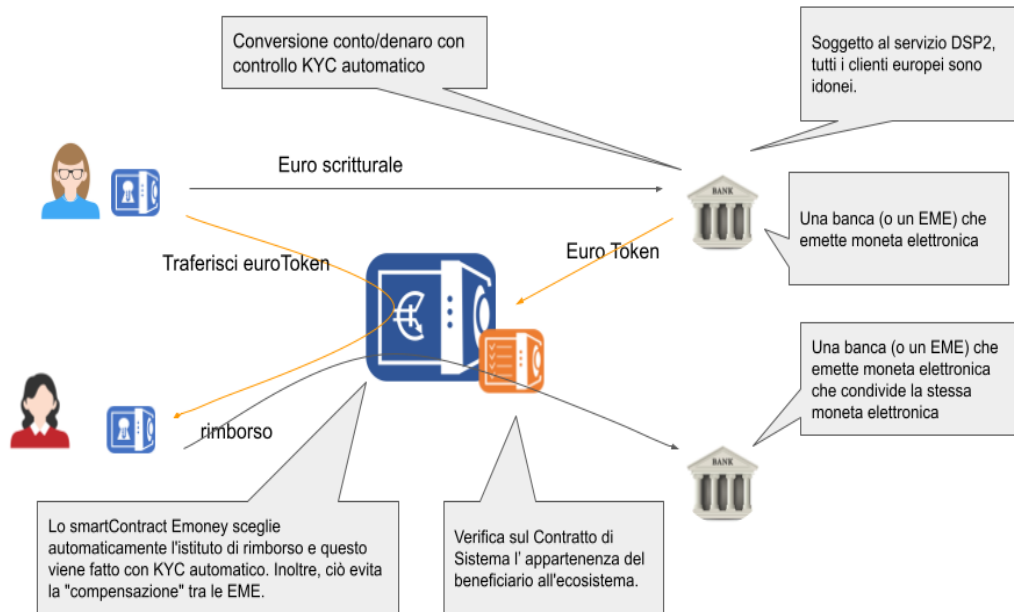 Conversione conto/denaro con
controllo KYC automatico
Soggetto al servizio DSP2,
tutti i clienti europei sono
idonei.
Euro scritturale
BANK
Una banca (o un EME) che
emette moneta elettronica
Traferisci euroToken
Euro Token
Una banca (o un EME) che
emette moneta elettronica
che condivide la stessa
moneta elettronica
rimborso
BANK
Lo smartContract Emoney sceglie
automaticamente l'istituto di rimborso e questo
viene fatto con KYC automatico. Inoltre, ciò evita
la "compensazione" tra le EME.
Verifica sul Contratto di
Sistema l' appartenenza del
beneficiario all'ecosistema.